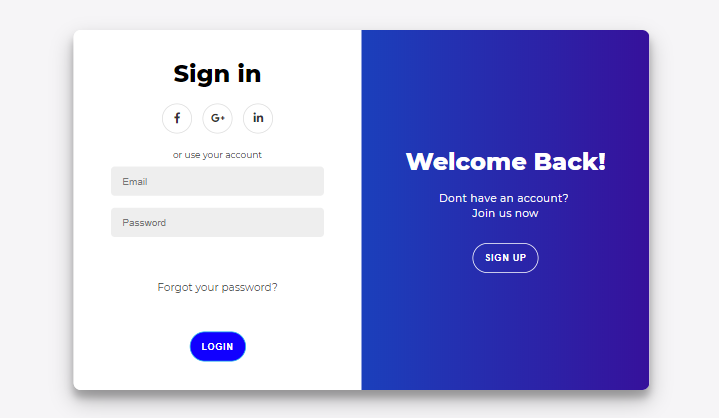 Sign in
f G+ in
or use your account
Email
Password
Forgot your password?
LOGIN
Welcome Back!
Dont have an account?
Join us now
SIGN UP